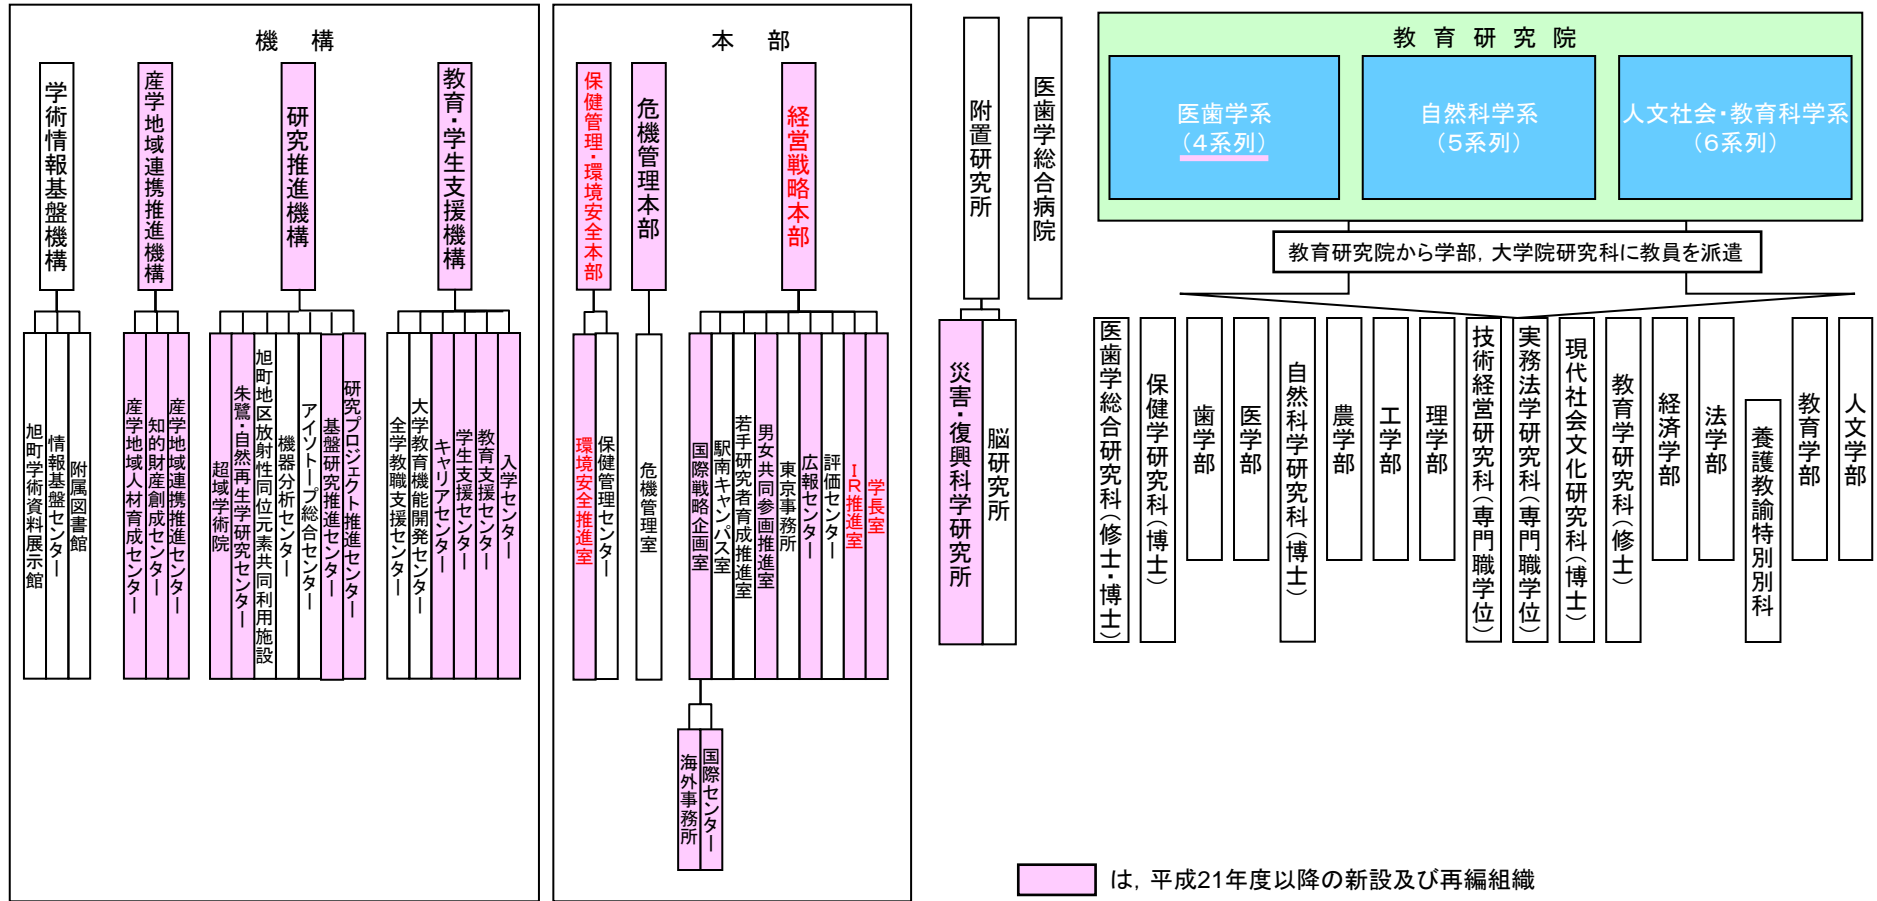 機 構
学術情報基盤機構
産学地域連携推進機構
研究推進機構
教育・学生支援機構
旭町学術資料展示館
情報基盤センター
附属図書館
産学地域人材育成センター
知的財産創成センター
産学地域連携推進センター
超域学術院
朱鷺・自然再生学研究センター
旭町地区放射性同位元素共同利用施設
機器分析センター
アイソトープ総合センター
基盤研究推進センター
研究プロジェクト推進センター
全学教職支援センター
大学教育機能開発センター
キャリアセンター
学生支援センター
教育支援センター
入学センター
本 部
保健管理・環境安全本部
危機管理本部
経営戦略本部
環境安全推進室
保健管理センター
危機管理室
国際戦略企画室
駅南キャンパス室
若手研究者育成推進室
男女共同参画推進室
東京事務所
広報センター
評価センター
IR推進室
学長室
海外事務所
国際センター
附置研究所
医歯学総合病院
災害・復興科学研究所
脳研究所
教 育 研 究 院
医歯学系
（4系列）
自然科学系
（5系列）
人文社会・教育科学系
（6系列）
教育研究院から学部，大学院研究科に教員を派遣
医歯学総合研究科（修士・博士）
保健学研究科（博士）
歯学部
医学部
自然科学研究科（博士）
農学部
工学部
理学部
技術経営研究科（専門職学位）
実務法学研究科（専門職学位）
現代社会文化研究科（博士）
教育学研究科（修士）
経済学部
法学部
養護教諭特別別科
教育学部
人文学部
は，平成21年度以降の新設及び再編組織